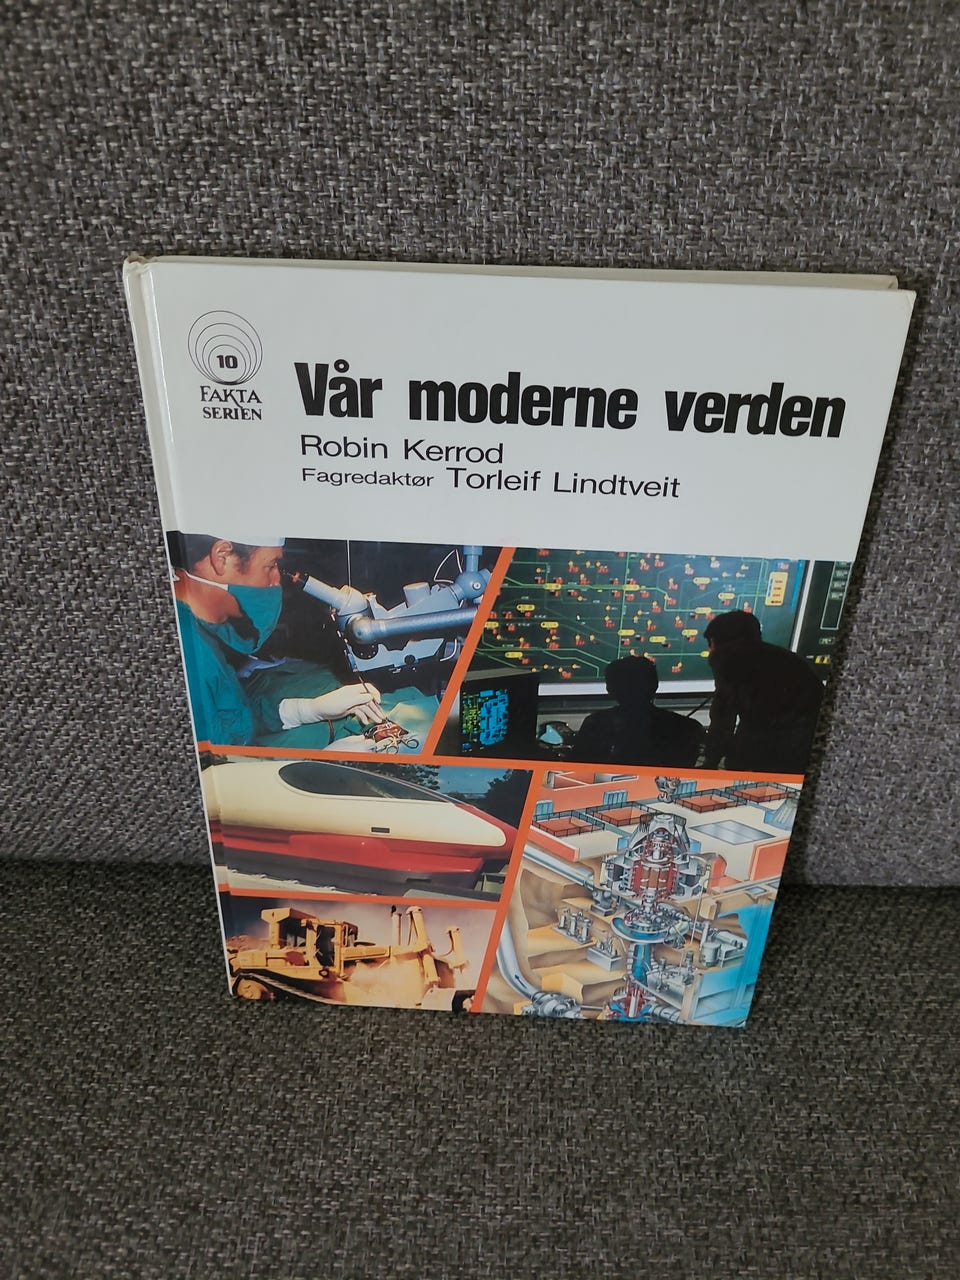 10
FAKTA
SERIEN
Vår moderne verden
Robin Kerrod
Fagredaktør Torleif Lindtveit